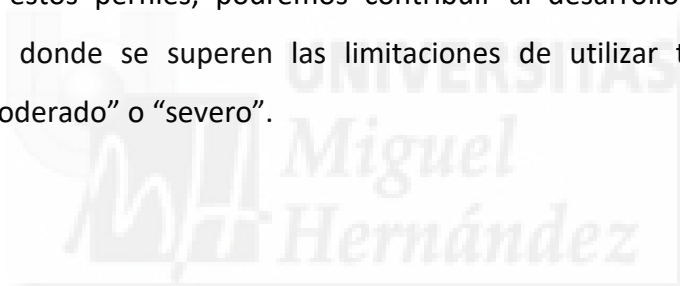 estos perfiles, podremos contribuir al desarrollo
donde se superen las limitaciones de utilizar t
oderado” o “severo”.
UNIVERSITAS
Miguel
Hernández